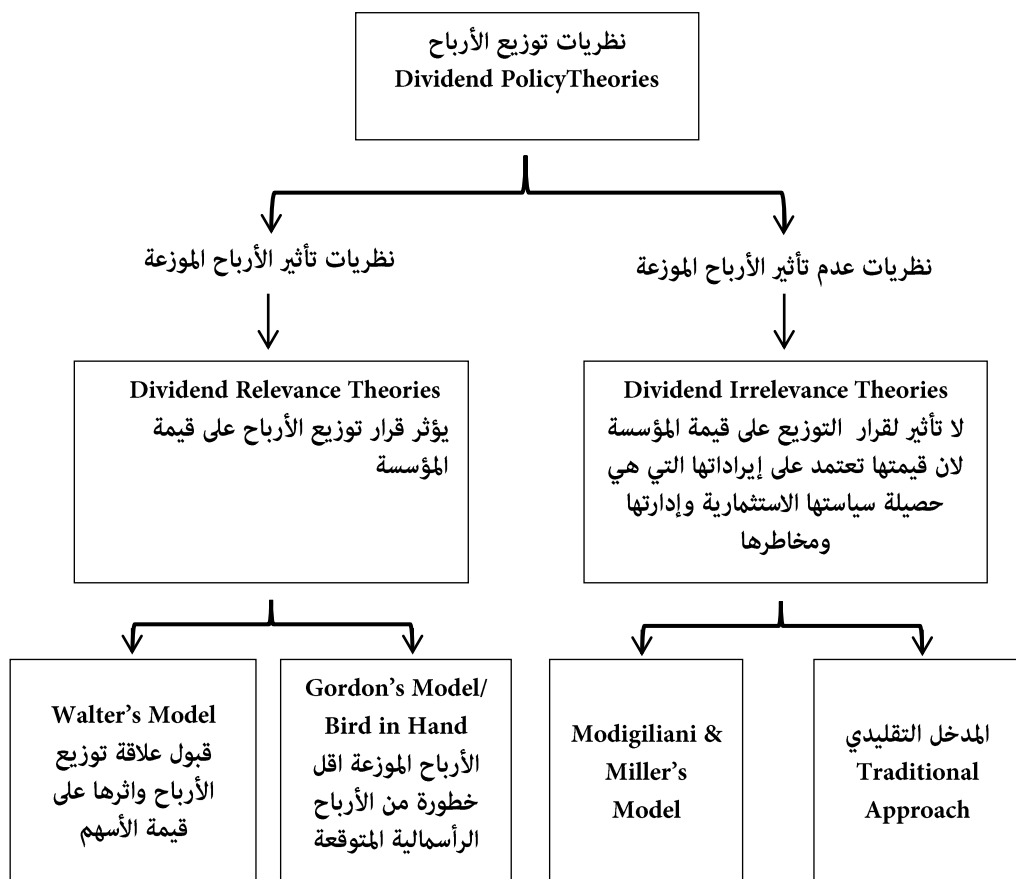 نظريات توزيع الأرباح
Dividend PolicyTheories
نظريات عدم تأثير الأرباح الموزعة
نظريات تأثير الأرباح الموزعة
Dividend Irrelevance Theories
لا تأثير لقرار التوزيع على قيمة المؤسسة
لان قيمتها تعتمد على إيراداتها التي هي
حصيلة سياستها الاستثمارية وإدارتها
ومخاطرها
Dividend Relevance Theories
يؤثر قرار توزيع الأرباح على قيمة
المؤسسة
المدخل التقليدي
Traditional
Approach
Modigiliani &
Miller's
Model
Gordon's Model/
Bird in Hand
الأرباح الموزعة اقل
خطورة من الأرباح
الرأسمالية المتوقعة
Walter's Model
قبول علاقة توزيع
الأرباح واثرها على
قيمة الأسهم